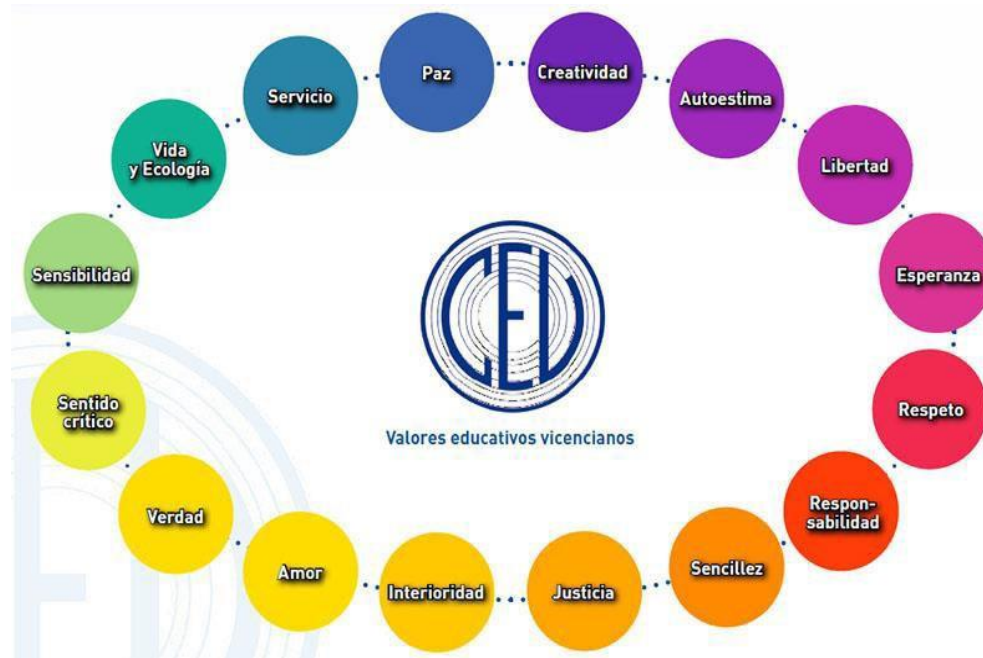 Paz
Creatividad
Autoestima
Libertad
Esperanza
Respeto
Respon-
sabilidad
Sencillez
Justicia
Interioridad
Amor
Verdad
Sentido
crítico
Sensibilidad
Vida
y Ecología
Servicio
CEV
Valores educativos vicencianos